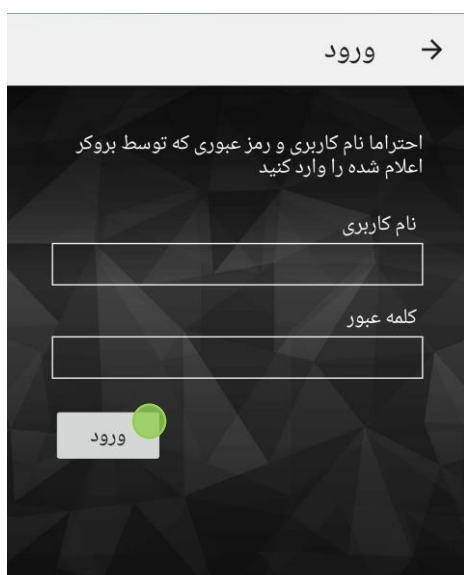 ورود
احتراما نام کاربری و رمز عبوری که توسط بروکر
اعلام شده را وارد کنید
نام کاربری
کلمه عبور
ورود